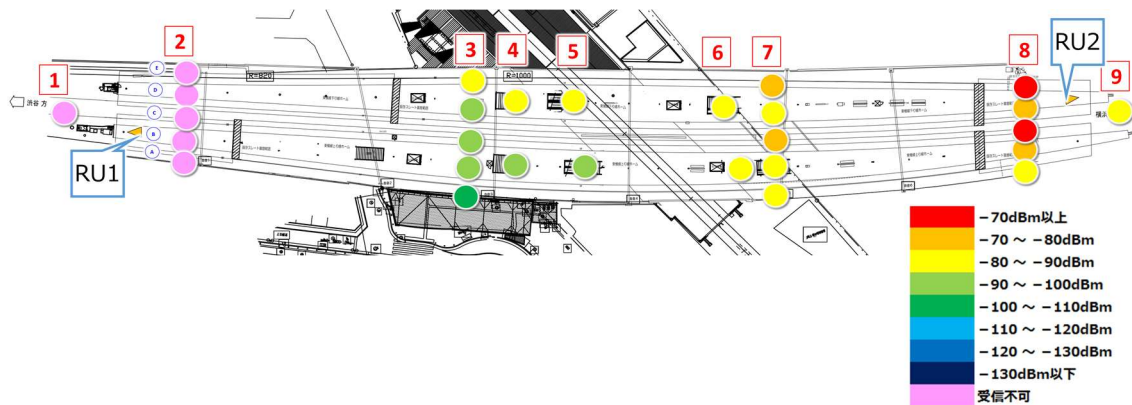 1
2
3
4
5
6
7
8
9
RU2
RU1
R=820
R=1000
E
D
C
B
A
渋谷 方
横浜
-70dBm以上
-70 ～ -80dBm
-80 ～ -90dBm
-90 ～ -100dBm
-100 ～ -110dBm
-110 ～ -120dBm
-120 ～ -130dBm
-130dBm以下
受信不可